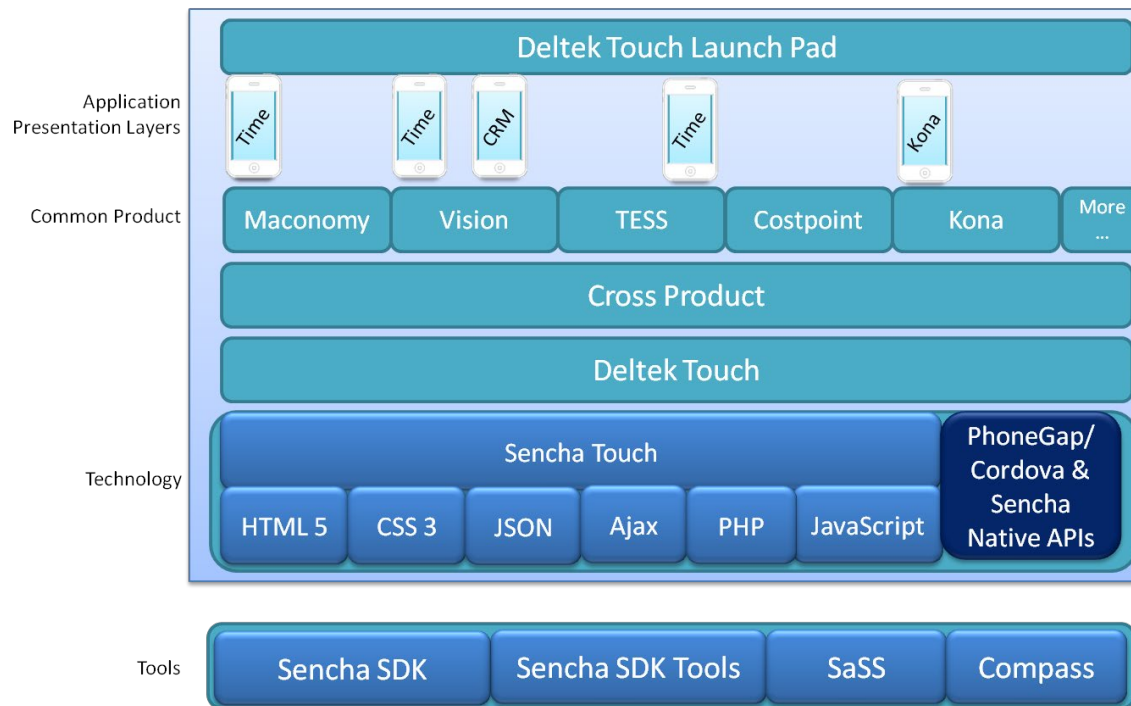 Deltek Touch Launch Pad
Application
Presentation Layers
Time
Time
CRM
Time
Kona
Common Product
Maconomy
Vision
TESS
Costpoint
Kona
More
...
Cross Product
Deltek Touch
Technology
Sencha Touch
PhoneGap/
Cordova &
Sencha
Native APIs
HTML 5
CSS 3
JSON
Ajax
PHP
JavaScript
Tools
Sencha SDK
Sencha SDK Tools
SaSS
Compass